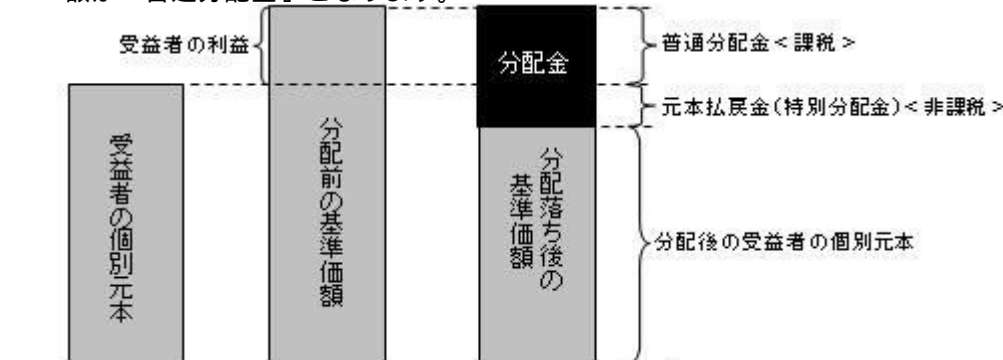 額が「普通分配金」となります。
受益者の利益
分配金
普通分配金＜課税＞
元本払戻金(特別分配金)＜非課税＞
受益者の個別元本
分配前の基準価額
分配落ち後の
基準価額
分配後の受益者の個別元本